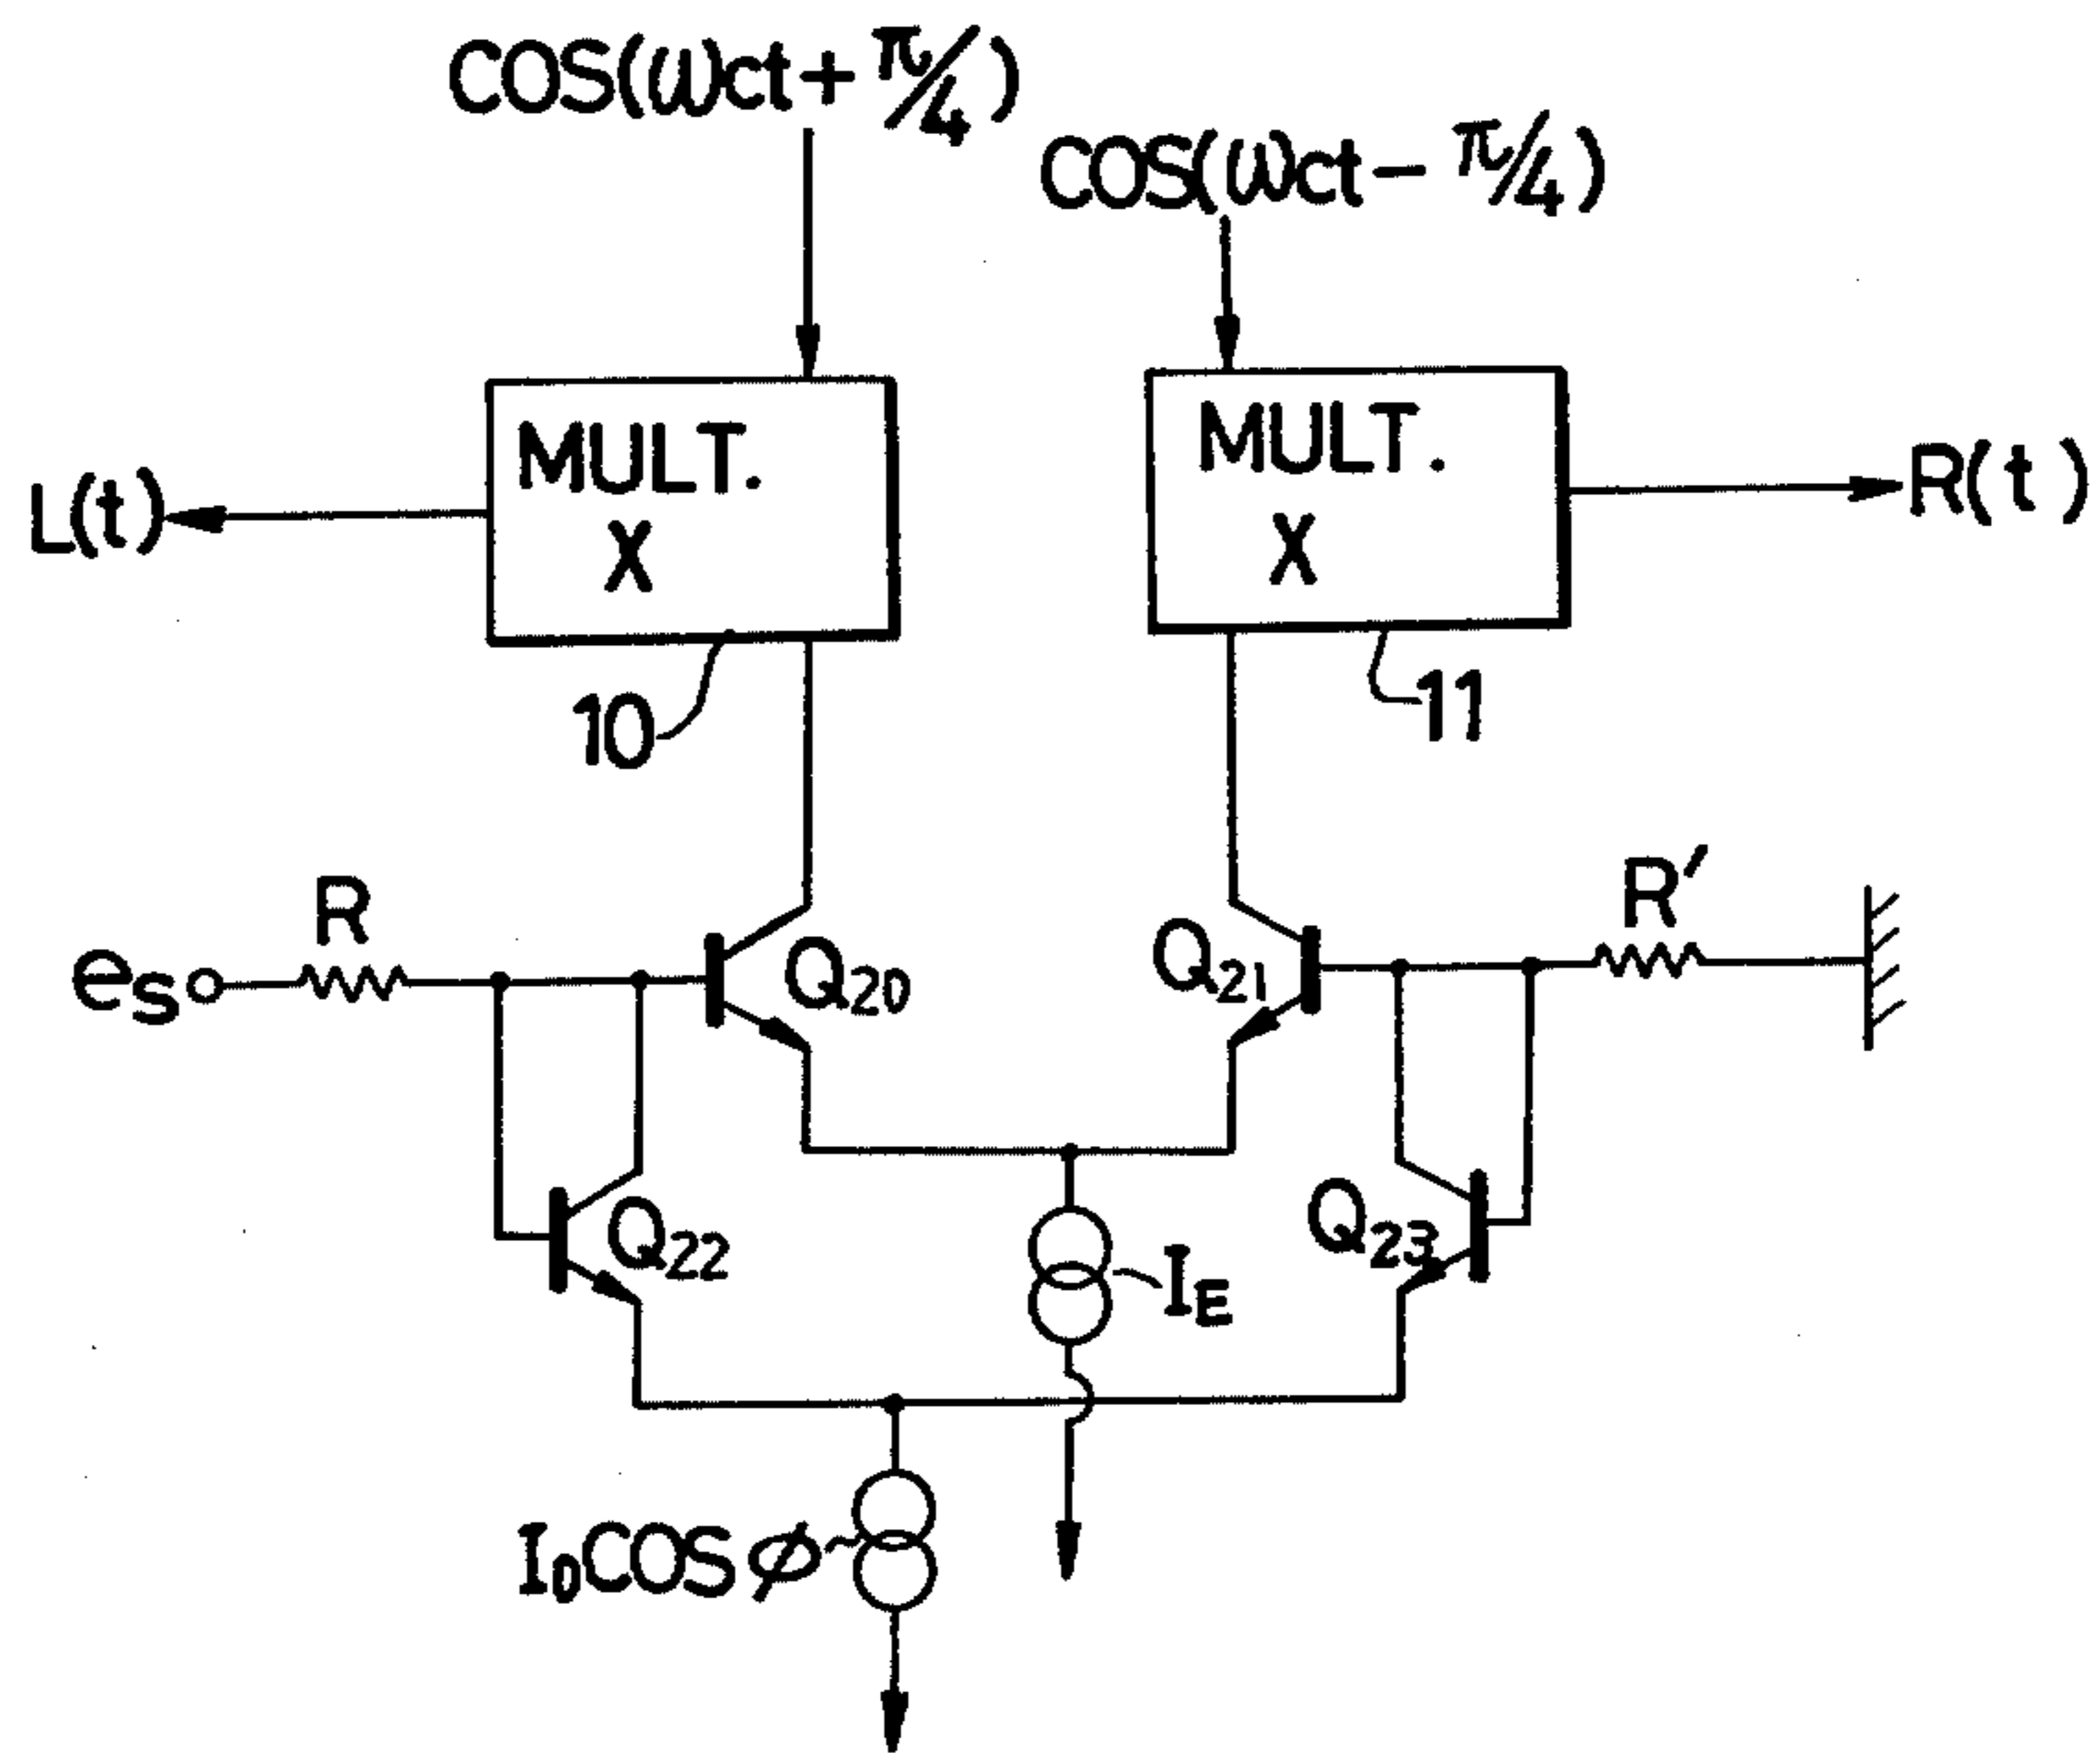 COS(ωct+π/4)
COS(ωct-π/4)
MULT.
X
MULT.
X
L(t)
R(t)
10
11
R
R'
es
Q20
Q21
Q22
Q23
IE
I0COSφ